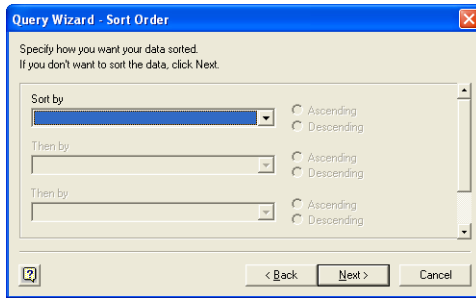 Query Wizard - Sort Order
Specify how you want your data sorted.
If you don't want to sort the data, click Next.
Sort by
Ascending
Descending
Then by
Ascending
Descending
Then by
Ascending
Descending
?
< Back
Next >
Cancel